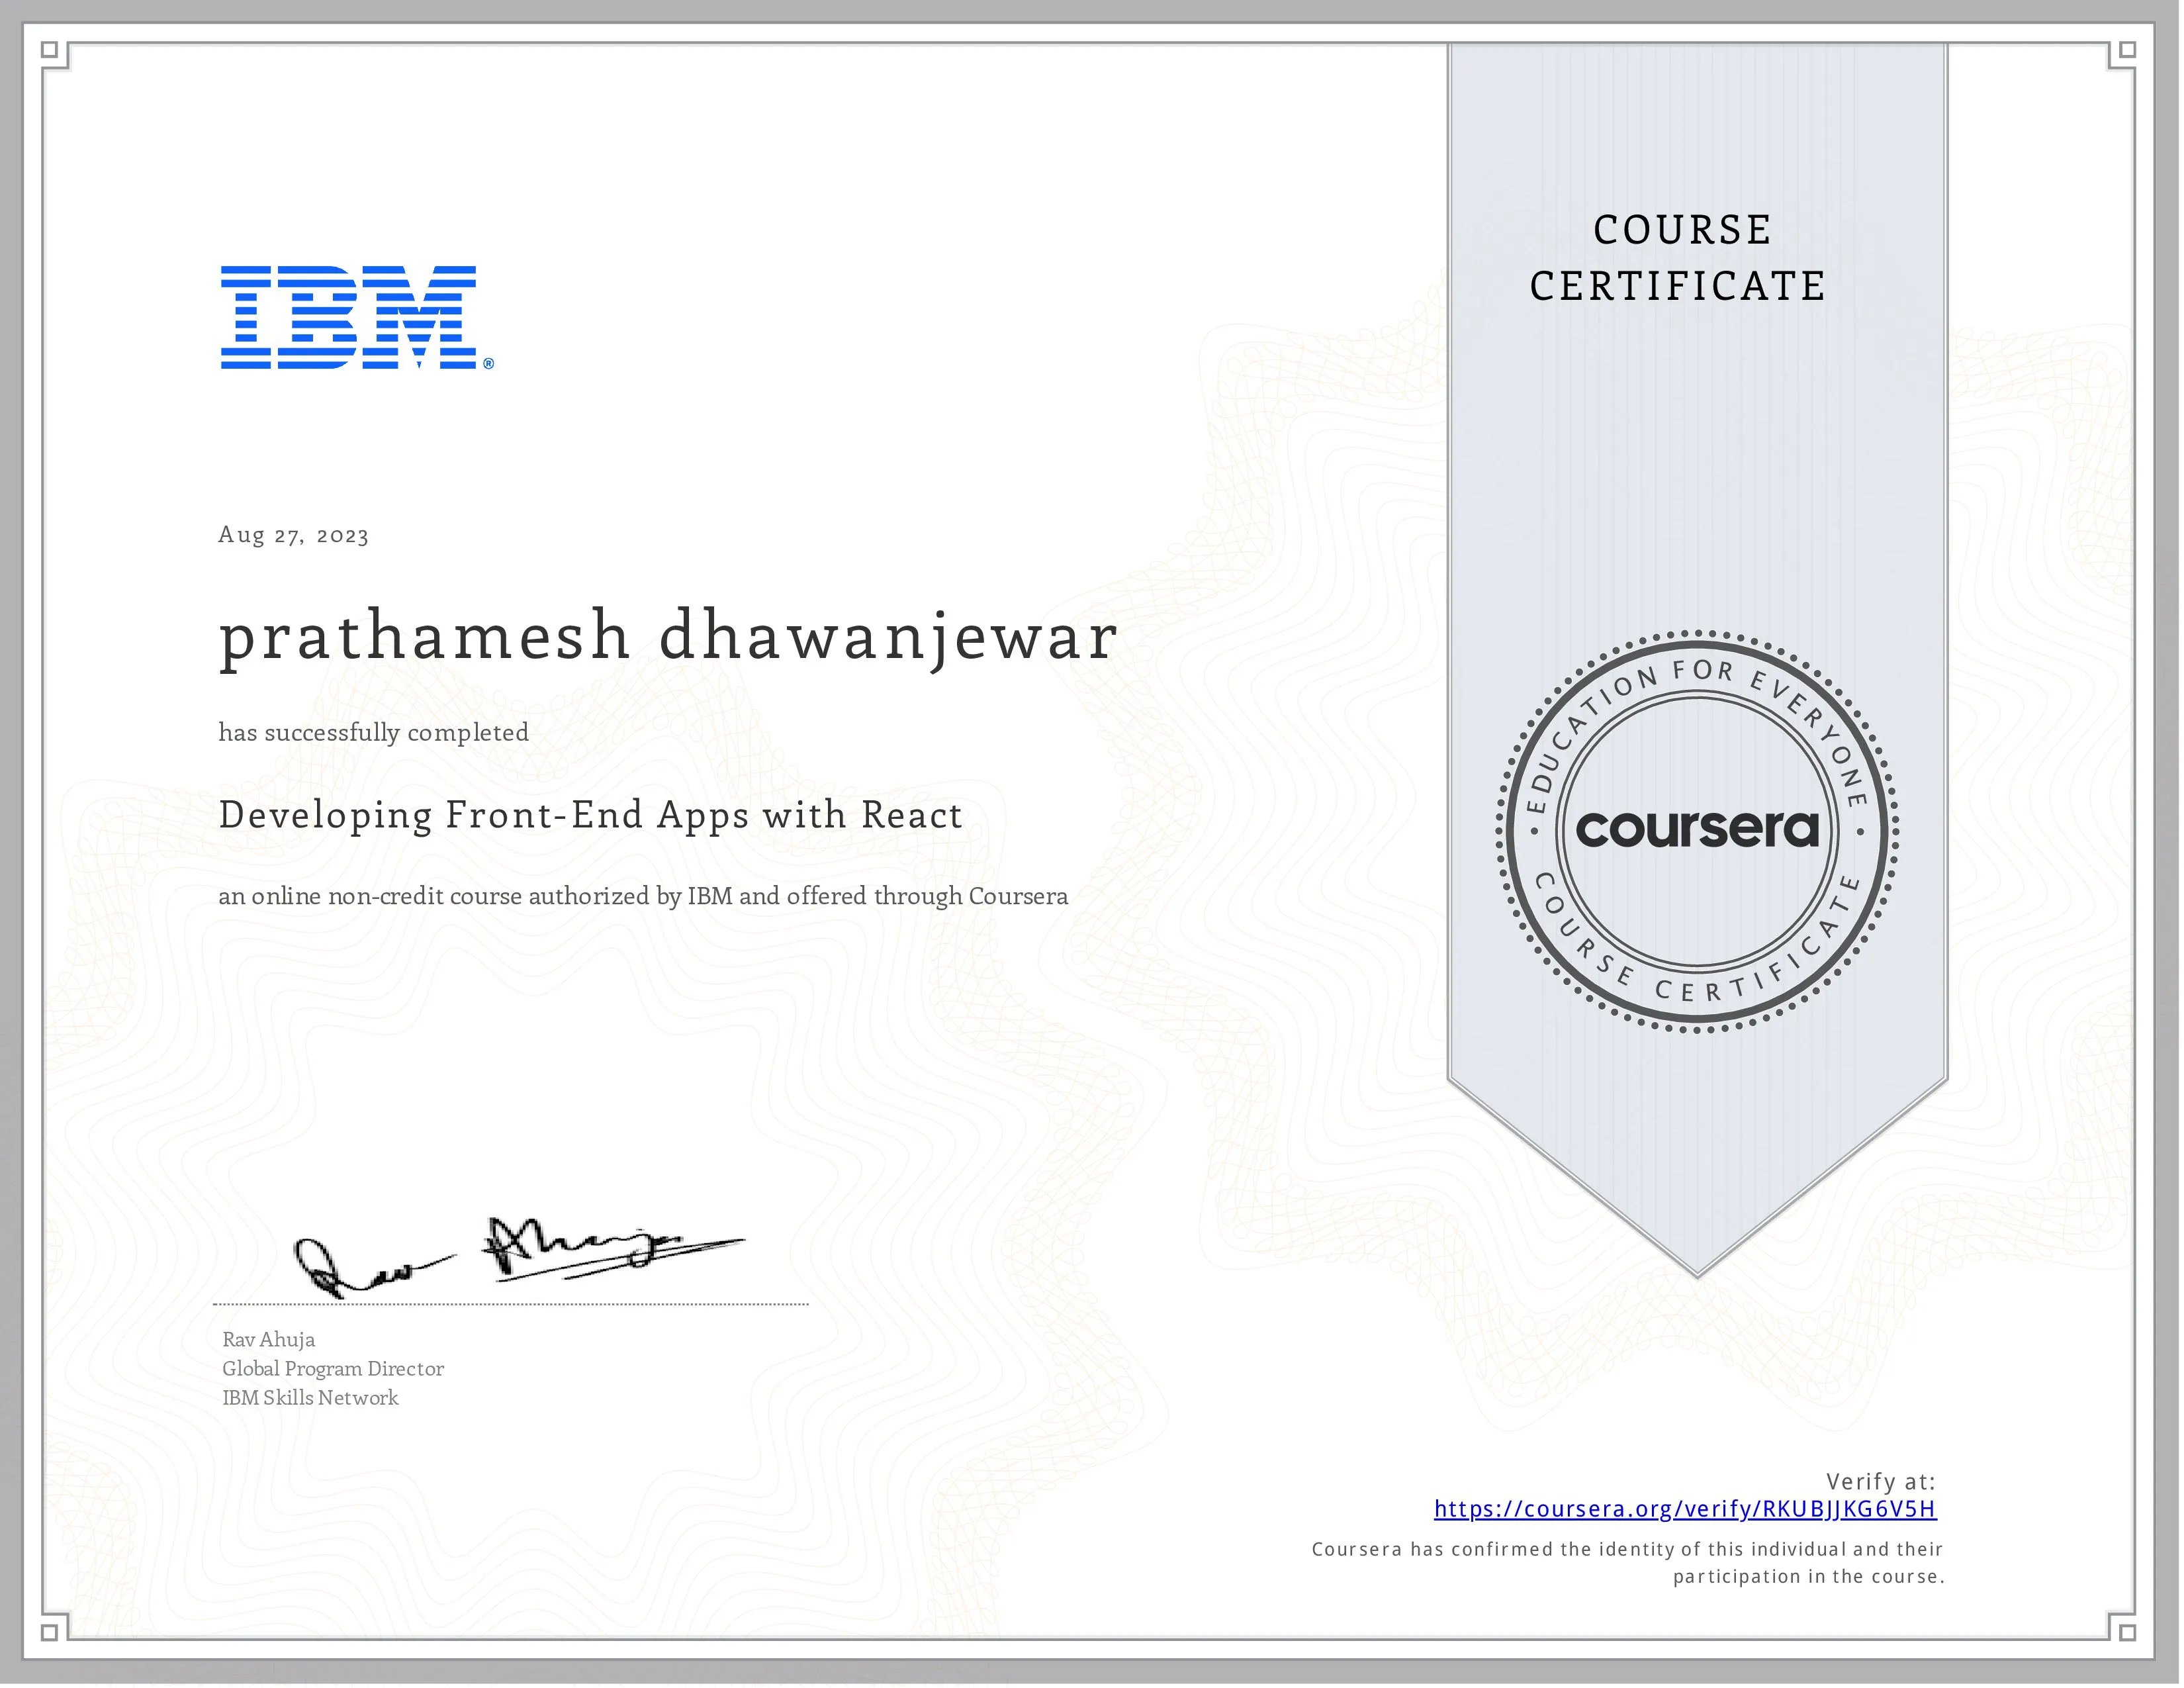 IBM®
COURSE
CERTIFICATE
Aug 27, 2023
prathamesh dhawanjewar
has successfully completed
Developing Front-End Apps with React
an online non-credit course authorized by IBM and offered through Coursera
EDUCATION FOR EVERYONE
coursera
COURSE CERTIFICATE
Rav Ahuja
Rav Ahuja
Global Program Director
IBM Skills Network
Verify at:
https://coursera.org/verify/RKUBJJKG6V5H
Coursera has confirmed the identity of this individual and their
participation in the course.